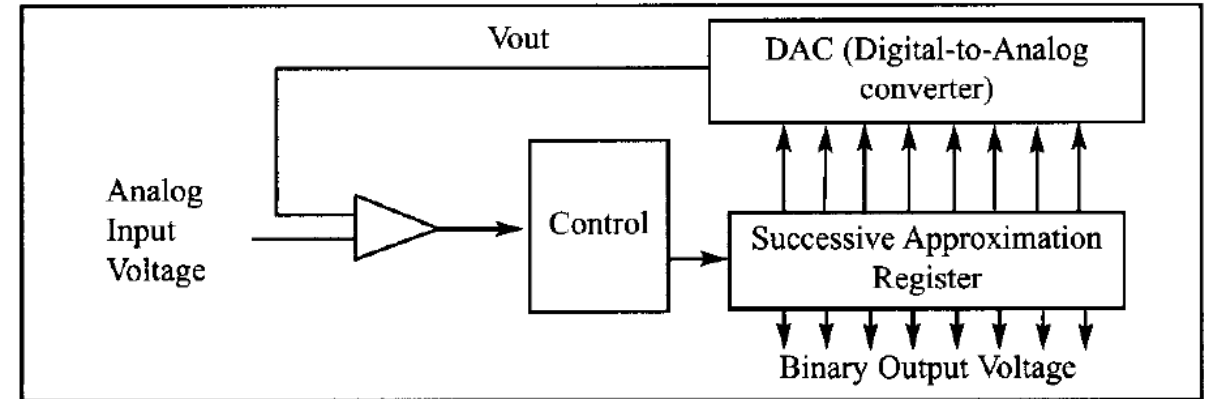 Vout
DAC (Digital-to-Analog
converter)
Analog
Input
Voltage
Control
Successive Approximation
Register
Binary Output Voltage